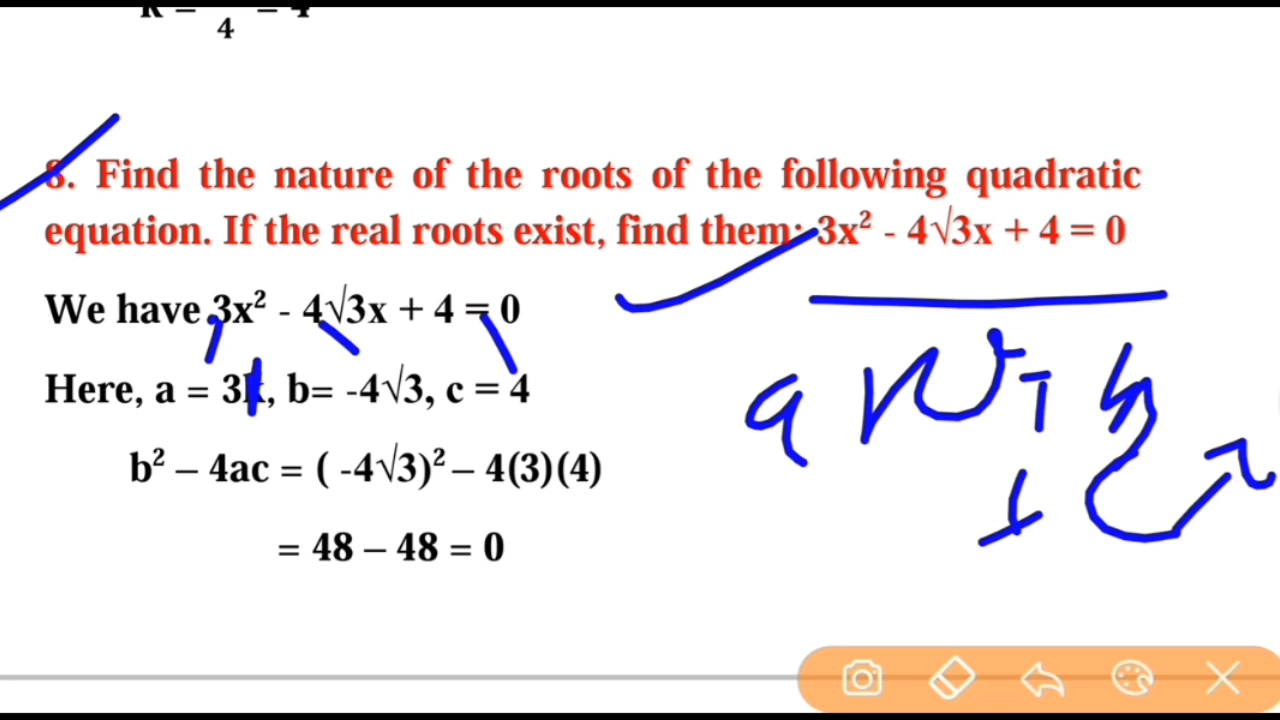 4
8. Find the nature of the roots of the following quadratic
equation. If the real roots exist, find them: 3x² - 4√3x + 4 = 0
We have 3x² - 4√3x + 4 = 0
Here, a = 3k, b= -4√3, c = 4
b² – 4ac = ( -4√3)² – 4(3)(4)
= 48 – 48 = 0